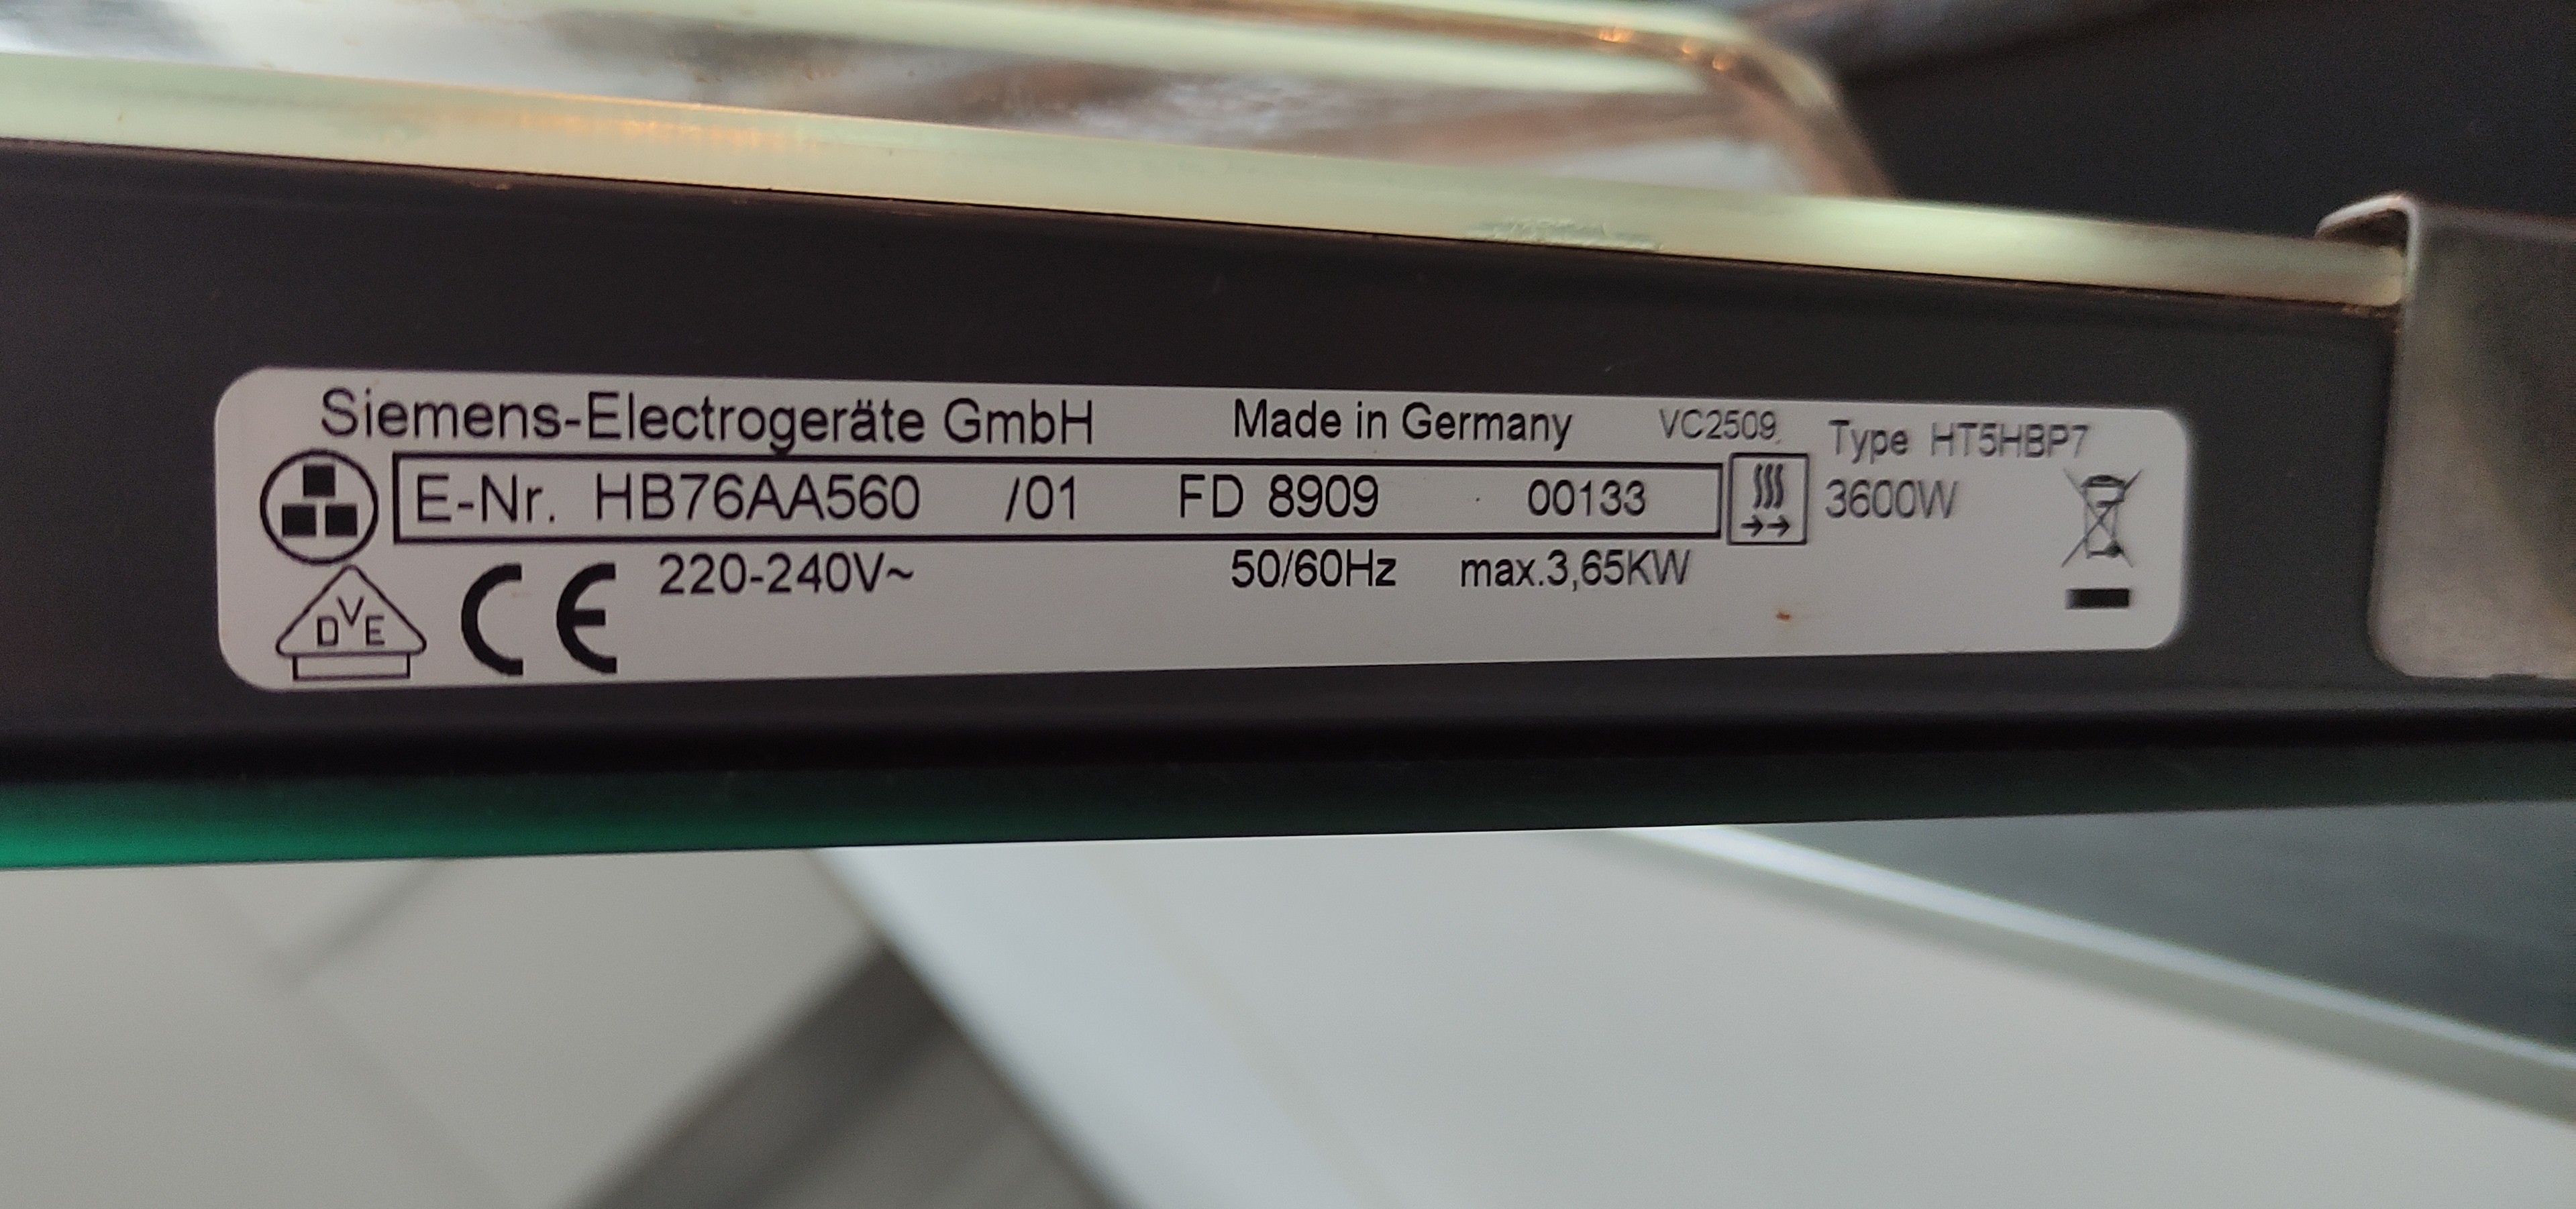 Siemens-Electrogeräte GmbH Made in Germany VC2509 Type HT5HBP7
E-Nr. HB76AA560 /01 FD 8909 00133 3600W
220-240V~ 50/60Hz max.3,65KW
DVE
CE